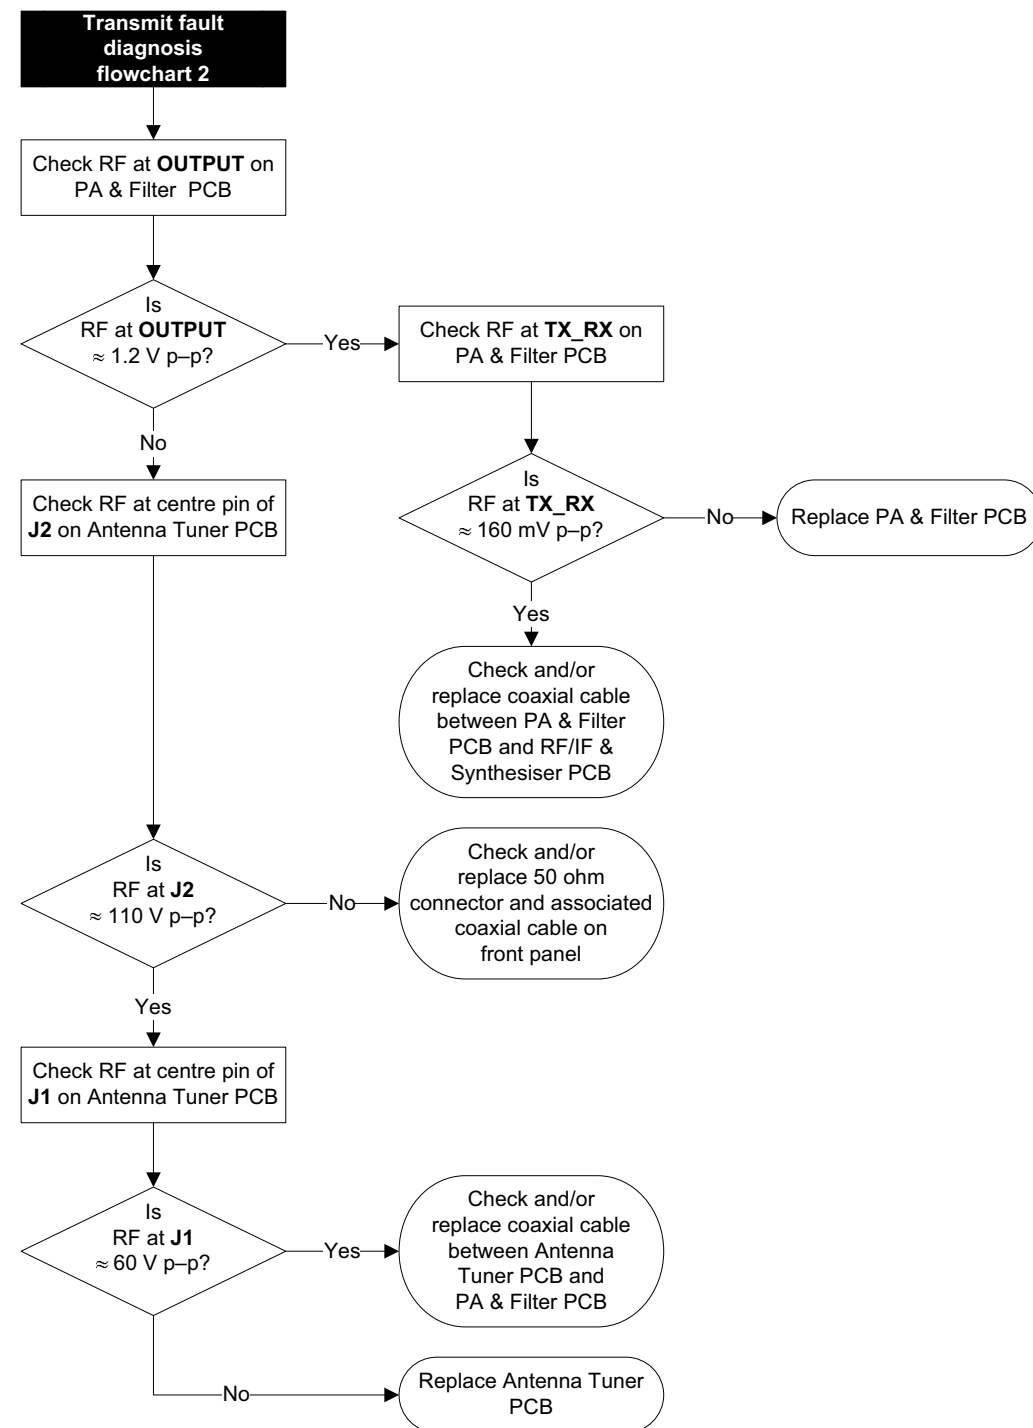 Transmit fault
diagnosis
flowchart 2
Check RF at OUTPUT on
PA & Filter PCB
Is
RF at OUTPUT
≈ 1.2 V p–p?
Yes
Check RF at TX_RX on
PA & Filter PCB
No
Check RF at centre pin of
J2 on Antenna Tuner PCB
Is
RF at TX_RX
≈ 160 mV p–p?
No
Replace PA & Filter PCB
Yes
Check and/or
replace coaxial cable
between PA & Filter
PCB and RF/IF &
Synthesiser PCB
Is
RF at J2
≈ 110 V p–p?
No
Check and/or
replace 50 ohm
connector and associated
coaxial cable on
front panel
Yes
Check RF at centre pin of
J1 on Antenna Tuner PCB
Is
RF at J1
≈ 60 V p–p?
Yes
Check and/or
replace coaxial cable
between Antenna
Tuner PCB and
PA & Filter PCB
No
Replace Antenna Tuner
PCB